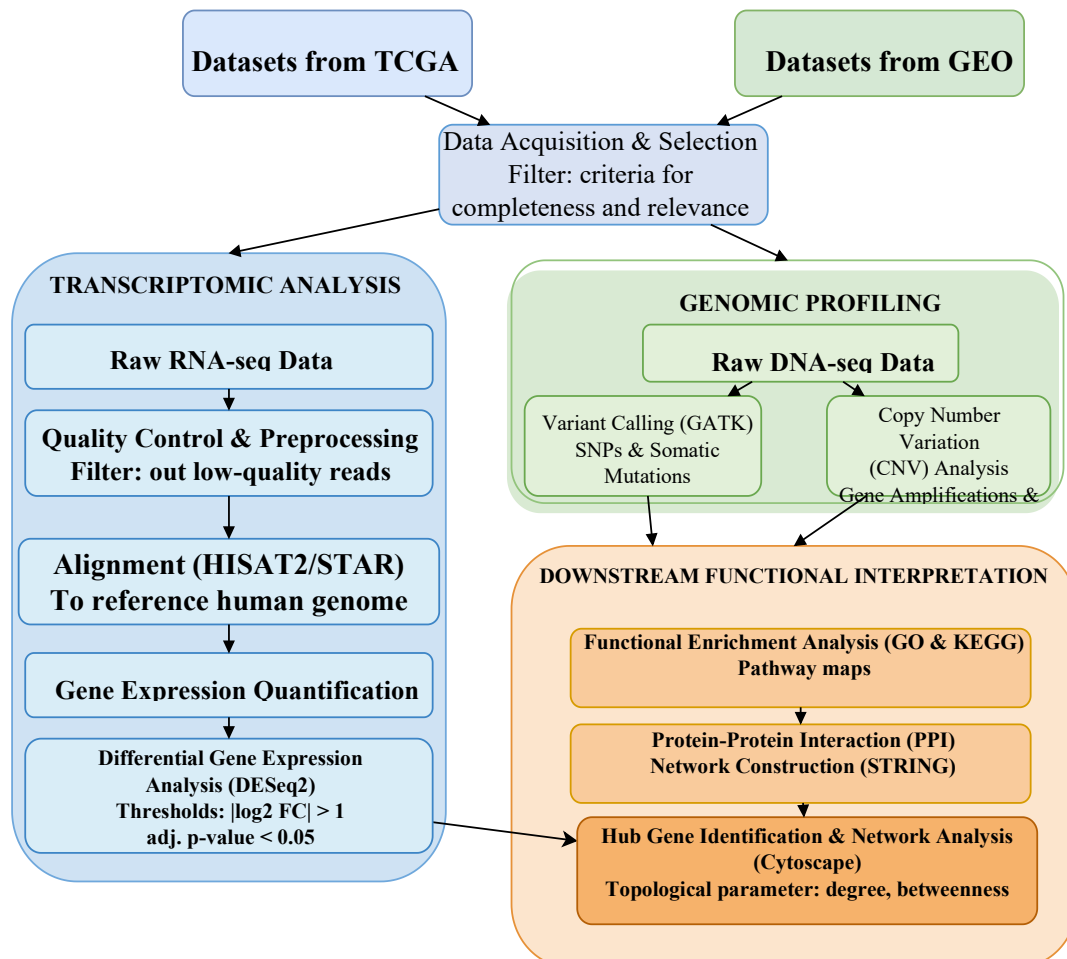 Datasets from TCGA
Datasets from GEO
Data Acquisition & Selection
Filter: criteria for
completeness and relevance
TRANSCRIPTOMIC ANALYSIS
Raw RNA-seq Data
Quality Control & Preprocessing
Filter: out low-quality reads
Alignment (HISAT2/STAR)
To reference human genome
Gene Expression Quantification
Differential Gene Expression
Analysis (DESeq2)
Thresholds: |log2 FC| > 1
adj. p-value < 0.05
GENOMIC PROFILING
Raw DNA-seq Data
Variant Calling (GATK)
SNPs & Somatic
Mutations
Copy Number
Variation
(CNV) Analysis
Gene Amplifications &
DOWNSTREAM FUNCTIONAL INTERPRETATION
Functional Enrichment Analysis (GO & KEGG)
Pathway maps
Protein-Protein Interaction (PPI)
Network Construction (STRING)
Hub Gene Identification & Network Analysis
(Cytoscape)
Topological parameter: degree, betweenness